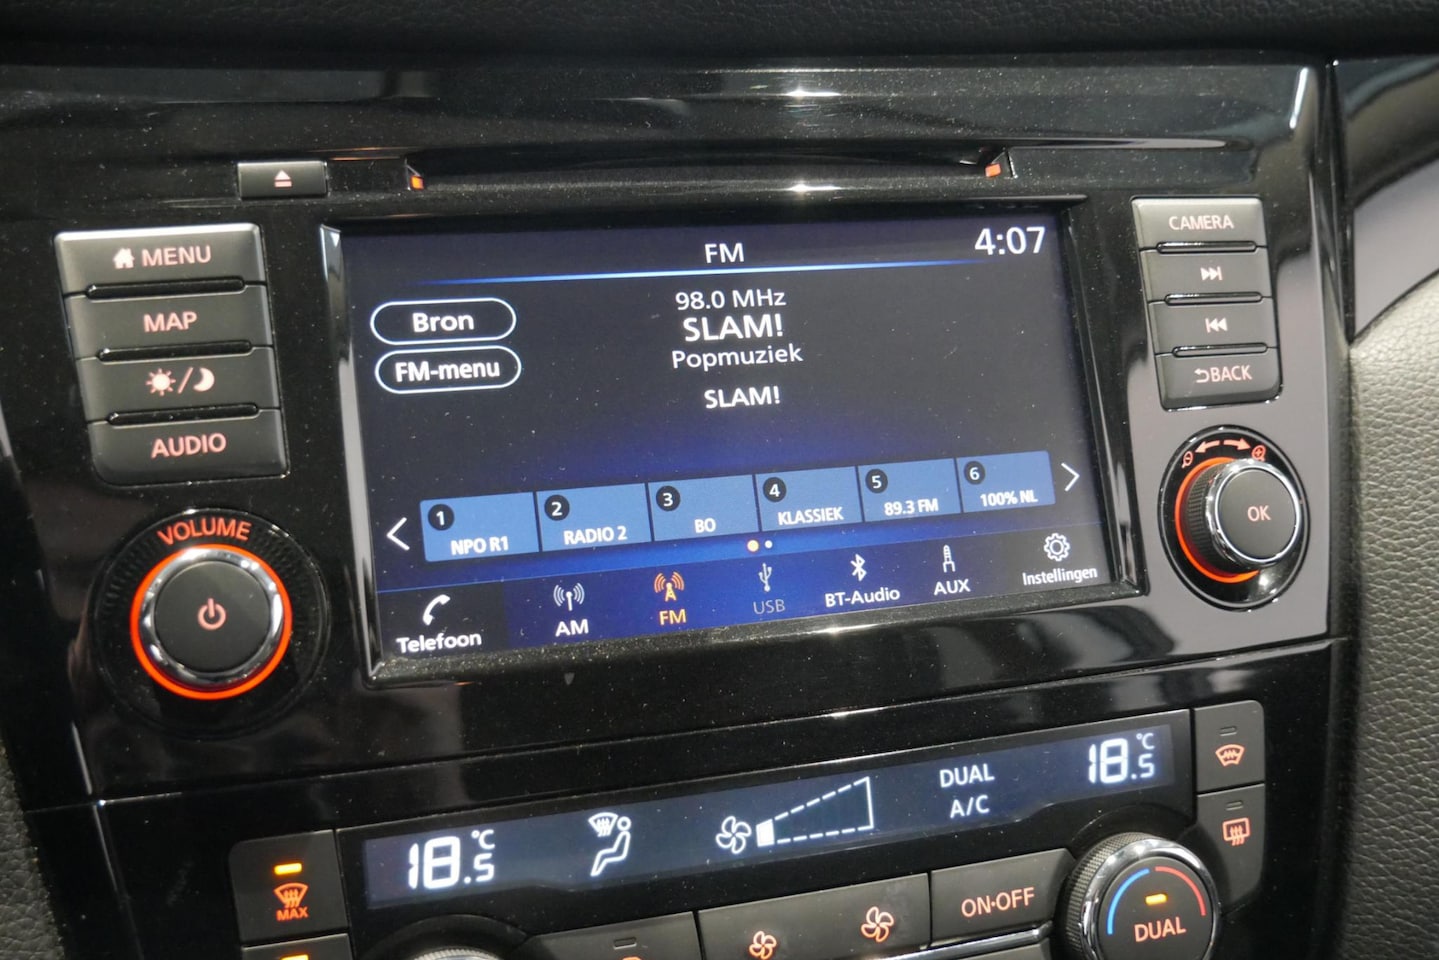 MENU
MAP
AUDIO
VOLUME
FM
4:07
Bron
FM-menu
98.0 MHz
SLAM!
Popmuziek
SLAM!
1
NPO R1
2
RADIO 2
3
BO
4
KLASSIEK
5
89.3 FM
6
100% NL
Telefoon
AM
FM
USB
BT-Audio
AUX
Instellingen
CAMERA
BACK
OK
18.5 °C
DUAL
A/C
18.5 °C
MAX
ON·OFF
DUAL